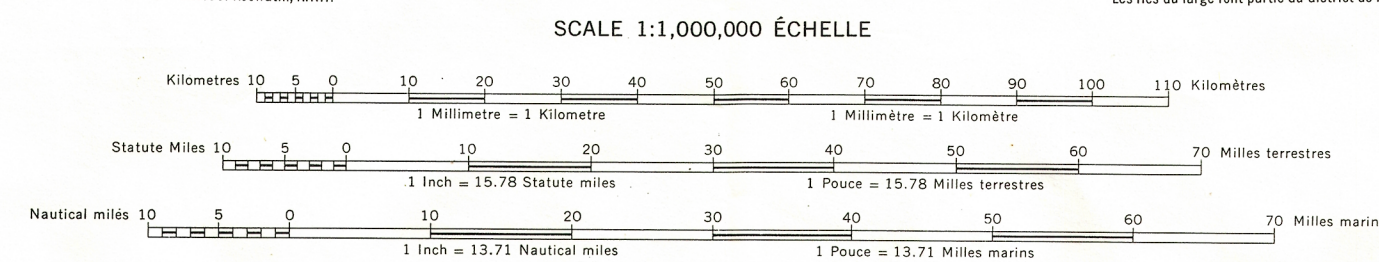 SCALE 1:1,000,000 ÉCHELLE
Kilometres 10 5 0 10 20 30 40 50 60 70 80 90 100 110 Kilomètres
1 Millimetre = 1 Kilometre 1 Millimètre = 1 Kilomètre
Statute Miles 10 5 0 10 20 30 40 50 60 70 Milles terrestres
1 Inch = 15.78 Statute miles 1 Pouce = 15.78 Milles terrestres
Nautical miles 10 5 0 10 20 30 40 50 60 70 Milles marin
1 Inch = 13.71 Nautical miles 1 Pouce = 13.71 Milles marins